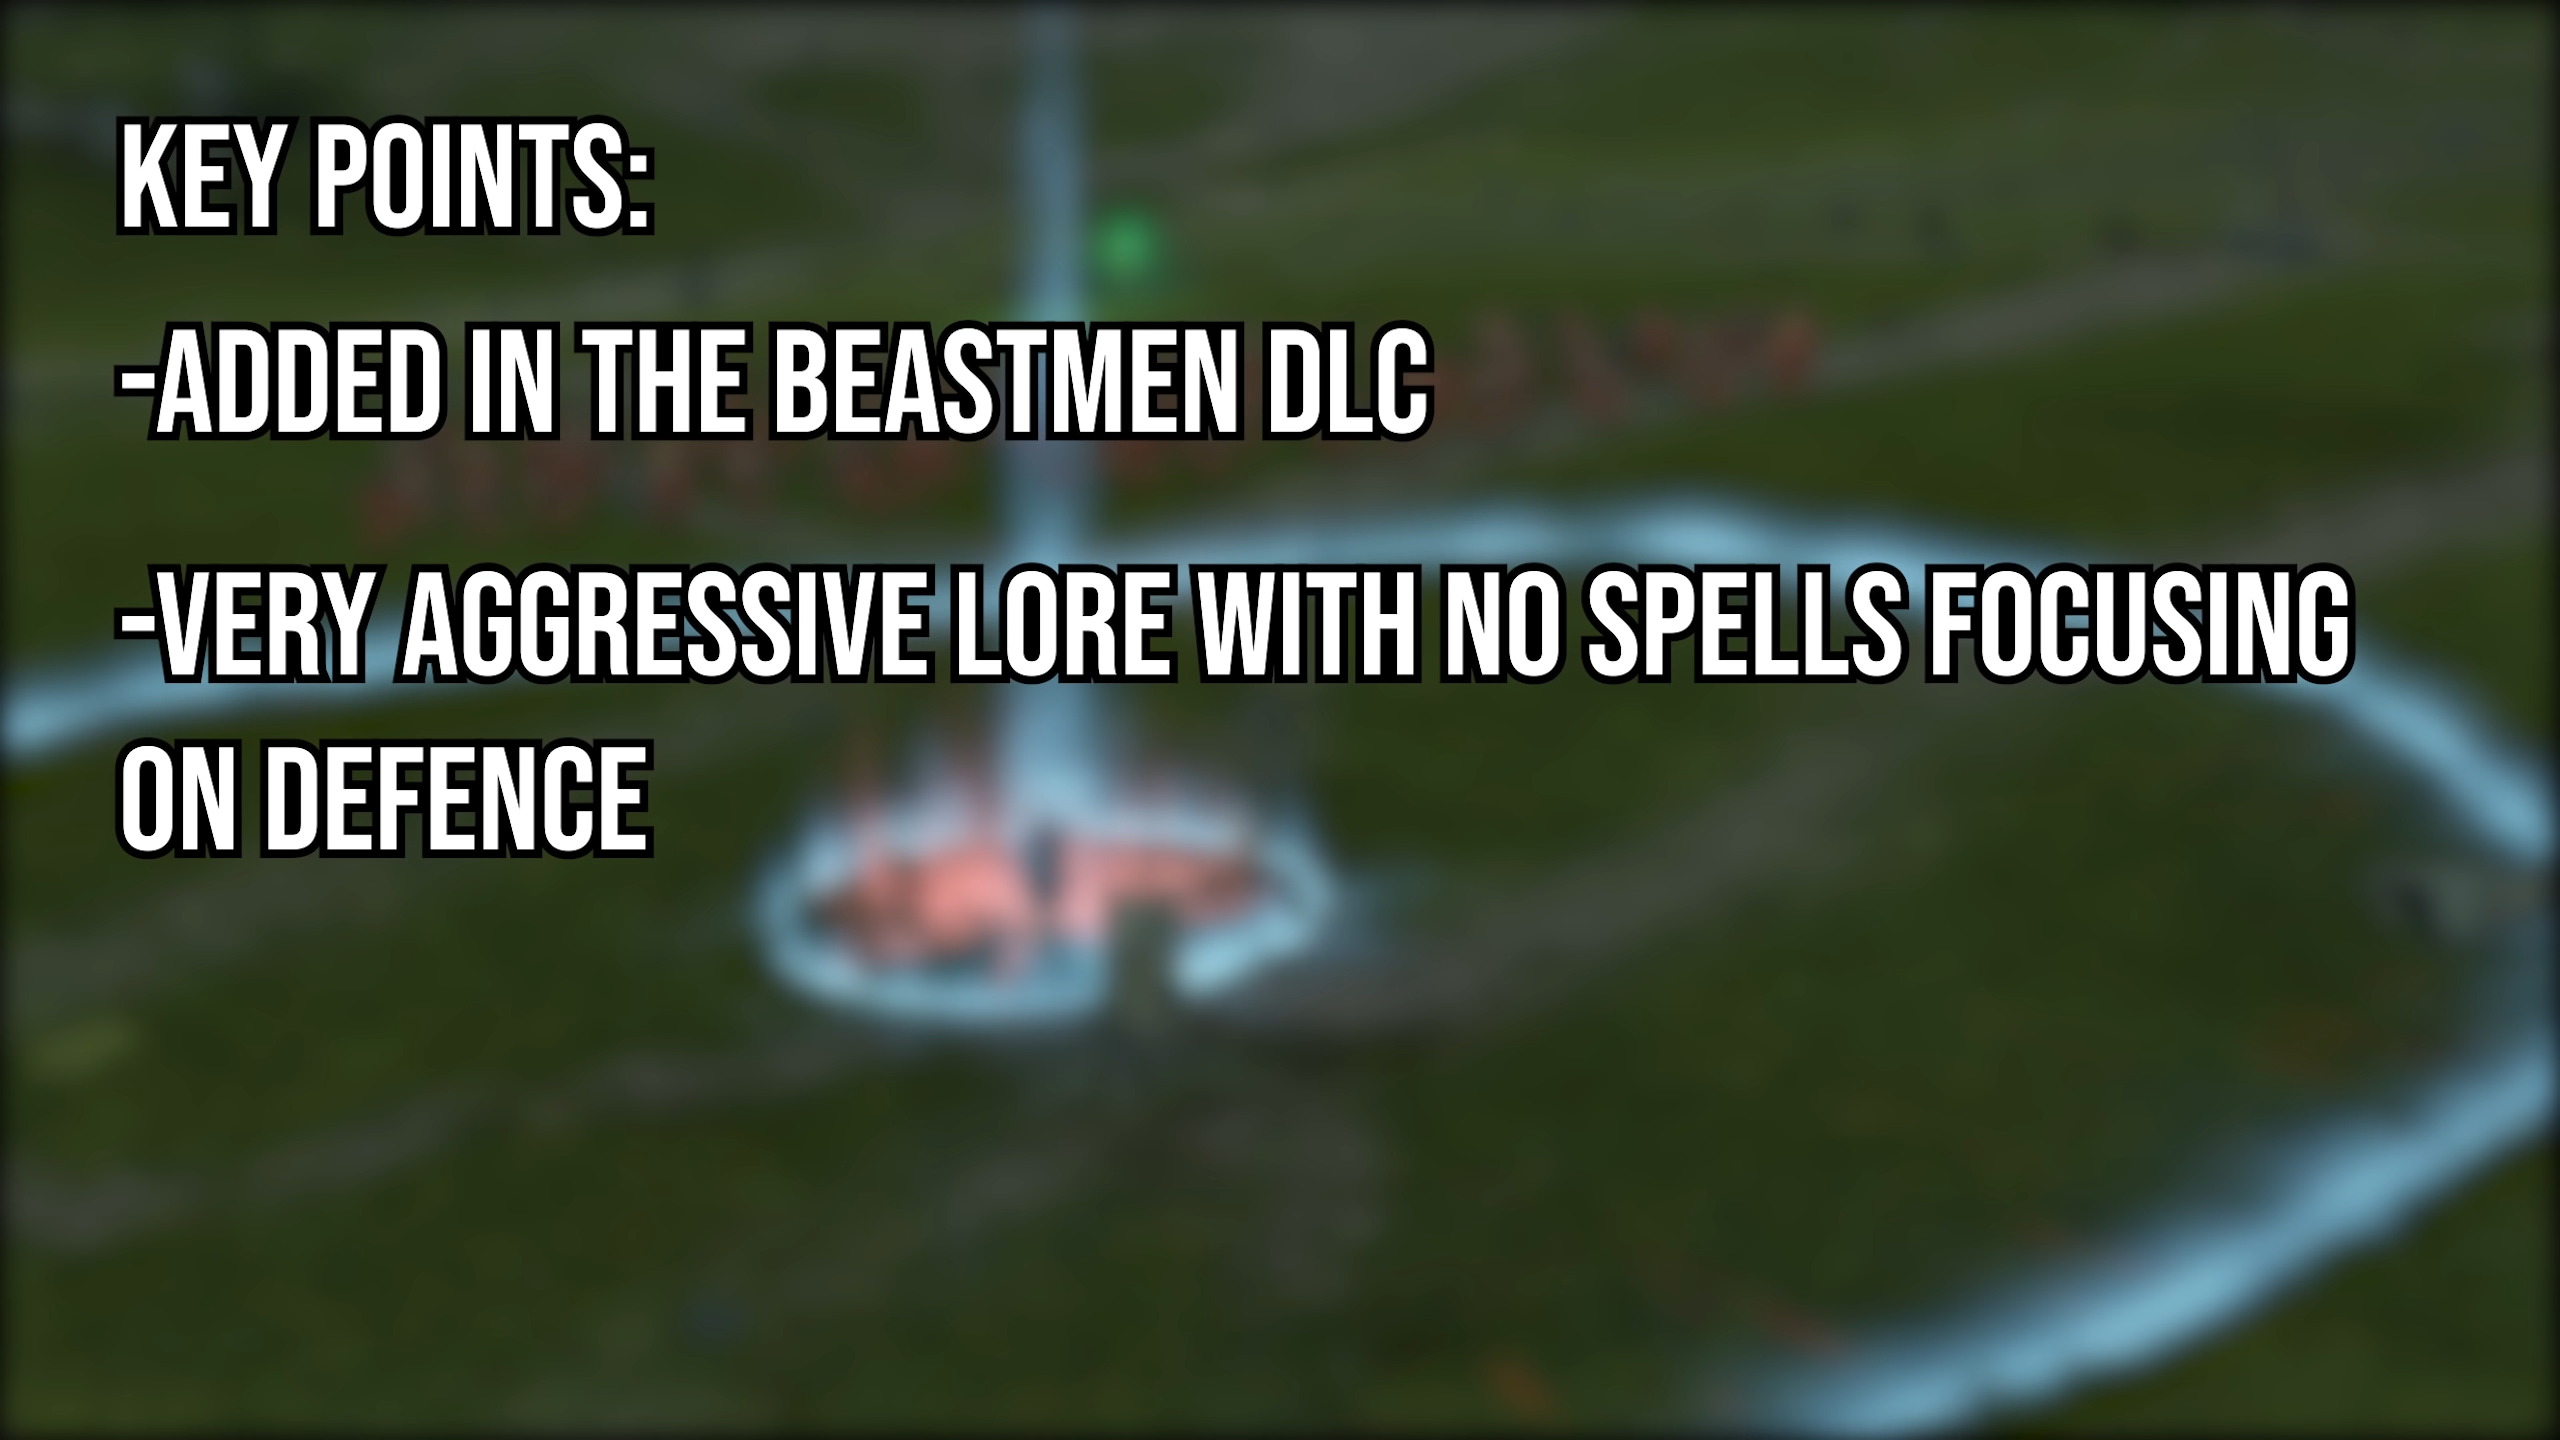 KEY POINTS:
-ADDED IN THE BEASTMEN DLC
-VERY AGGRESSIVE LORE WITH NO SPELLS FOCUSING
ON DEFENCE